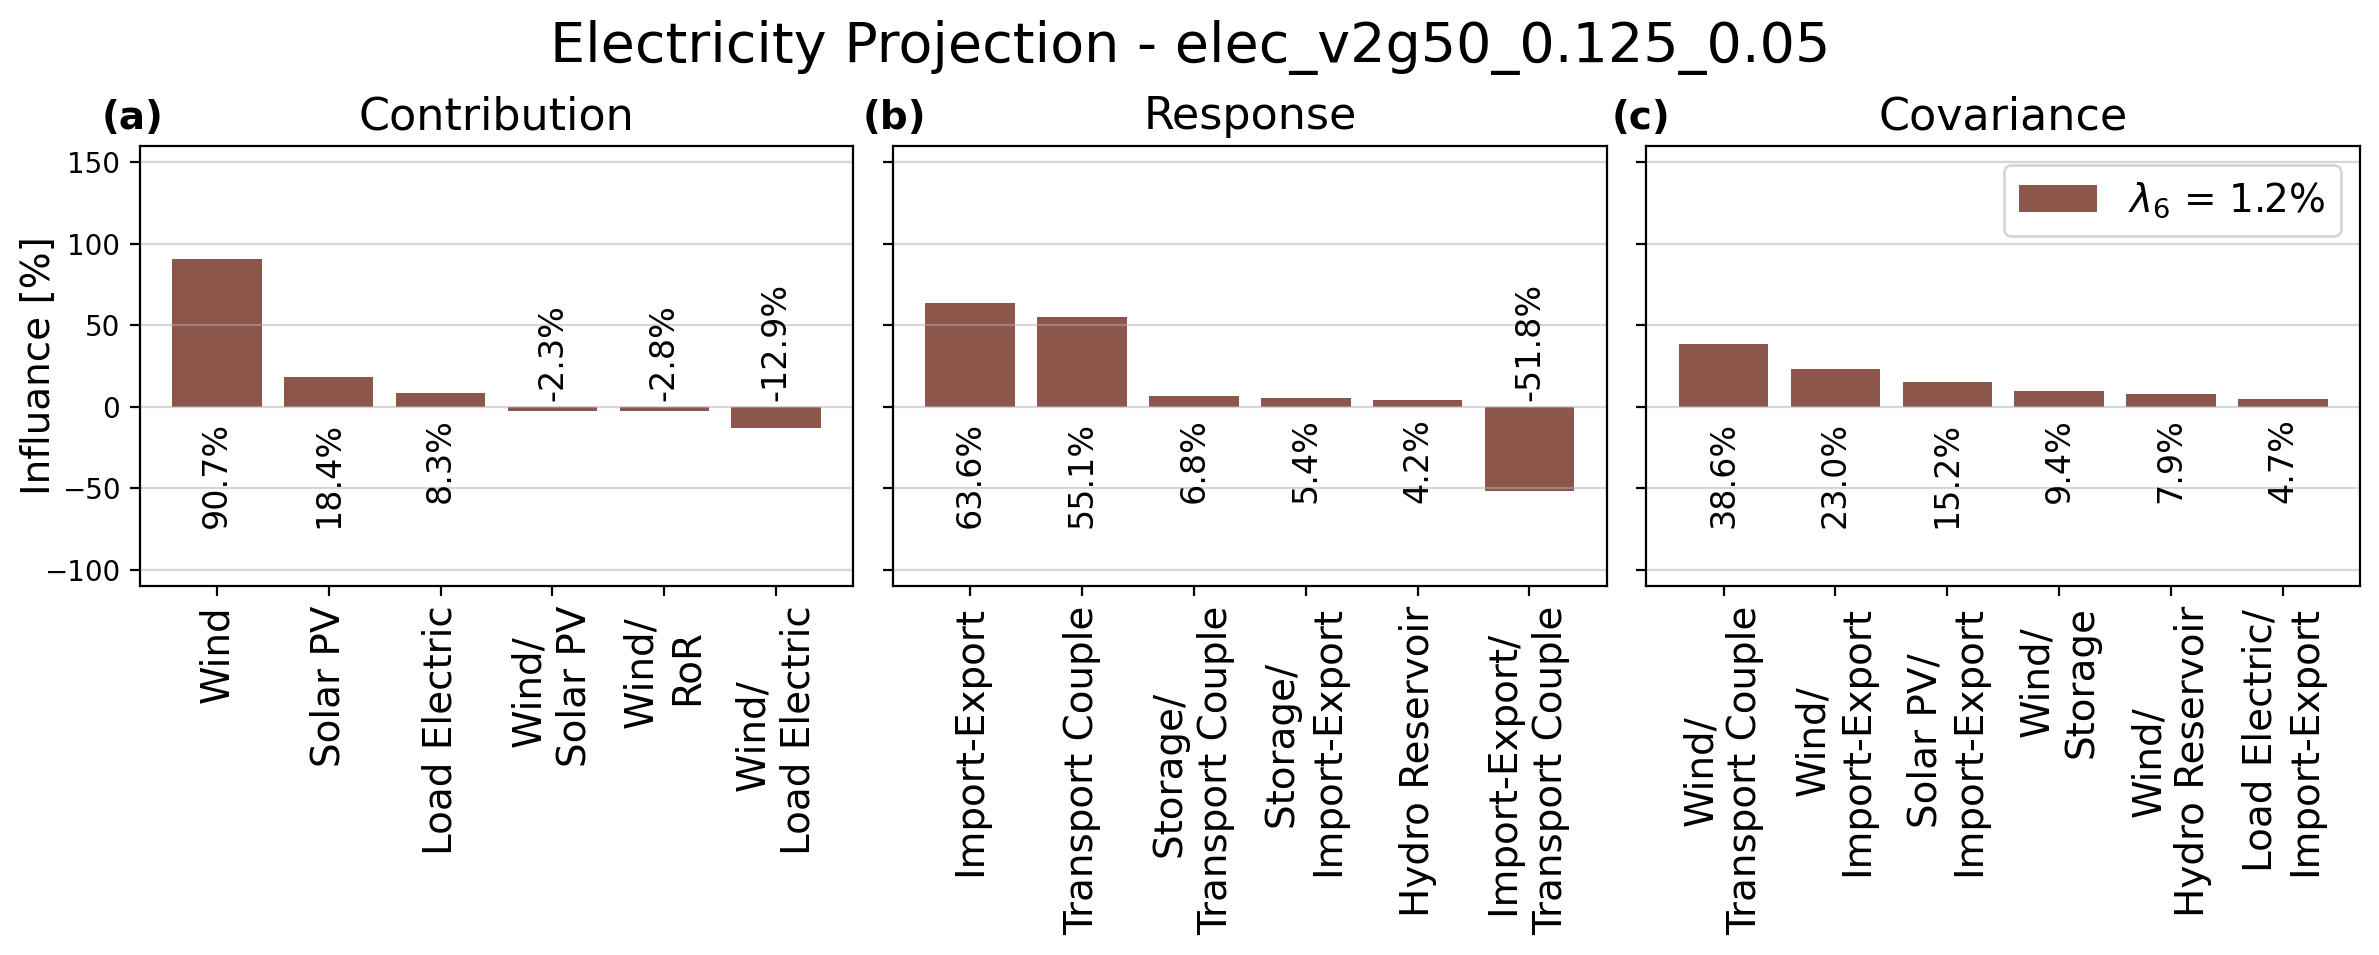 Electricity Projection - elec_v2g50_0.125_0.05
(a)
Contribution
Influance [%]
150
100
50
0
−50
−100
90.7%
18.4%
8.3%
-2.3%
-2.8%
-12.9%
Wind
Solar PV
Load Electric
Wind/
Solar PV
Wind/
RoR
Wind/
Load Electric
(b)
Response
63.6%
55.1%
6.8%
5.4%
4.2%
-51.8%
Import-Export
Transport Couple
Storage/
Transport Couple
Storage/
Import-Export
Hydro Reservoir
Import-Export/
Transport Couple
(c)
Covariance
λ6 = 1.2%
38.6%
23.0%
15.2%
9.4%
7.9%
4.7%
Wind/
Transport Couple
Wind/
Import-Export
Solar PV/
Import-Export
Wind/
Storage
Wind/
Hydro Reservoir
Load Electric/
Import-Export